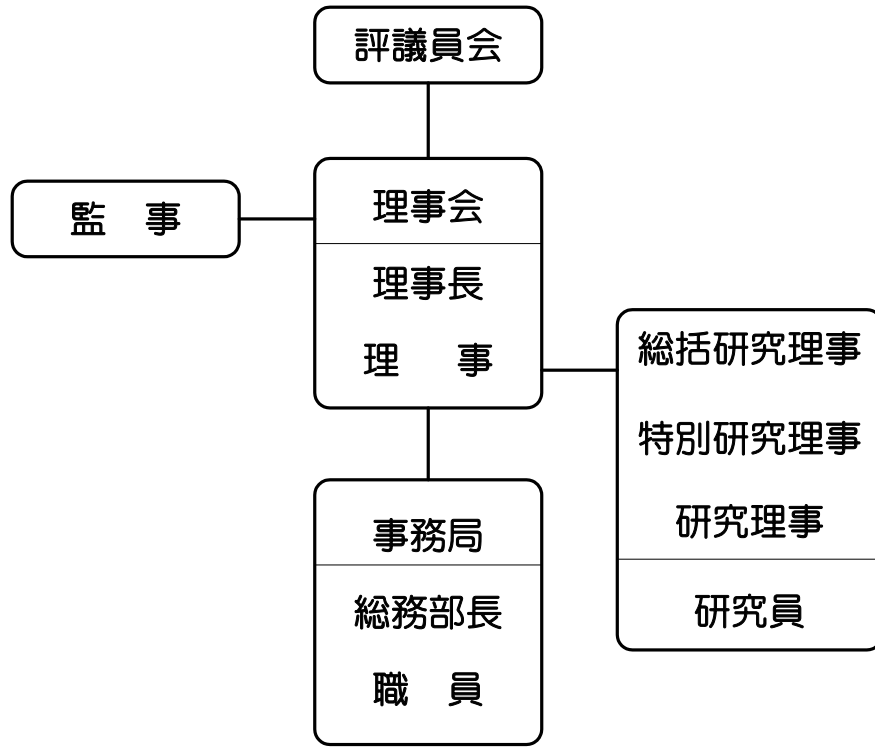 評議員会
監　事
理事会
理事長
理　　事
総括研究理事
特別研究理事
研究理事
研究員
事務局
総務部長
職　員